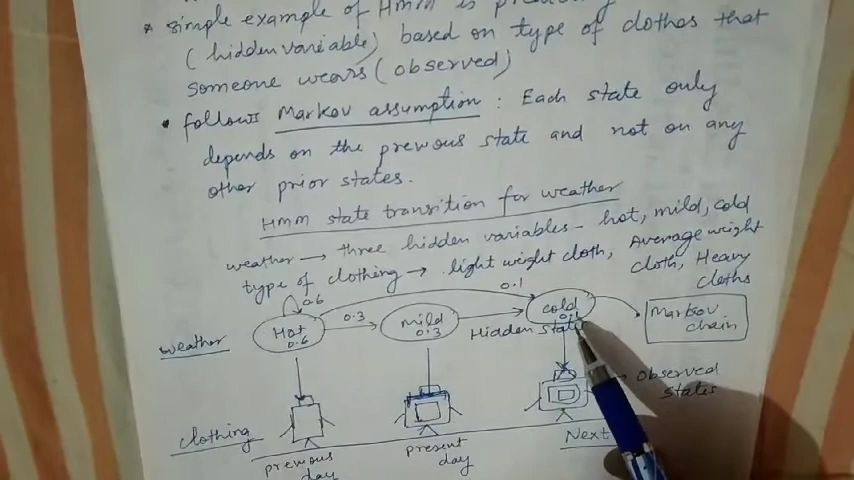 * simple example of HMM is
(hidden variable) based on type of clothes that
someone wears (observed)
• follows Markov assumption : Each state only
depends on the prevous state and not on any
other prior states.
HMM state transition for weather
weather → three hidden variables - hot, mild, cold
type of clothing → light weight cloth, Average weight
cloth, Heavy
cloths
0.6
0.1
Hot
0.6
0.3
Mild
0.3
cold
Markov
chain
weather
Hidden States
Observed
states
clothing
previous
day
present
day
Next